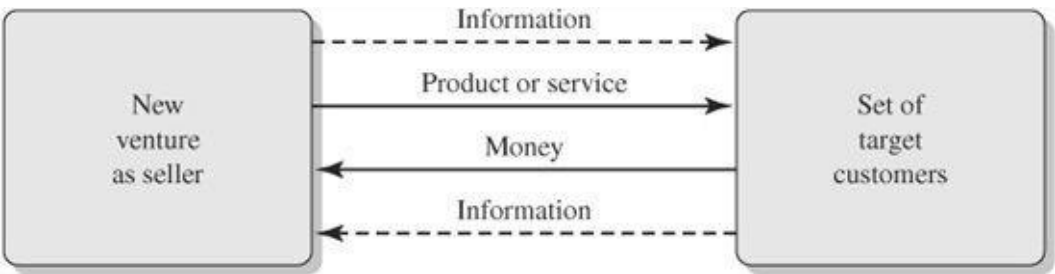 New
venture
as seller
Information
Product or service
Money
Information
Set of
target
customers